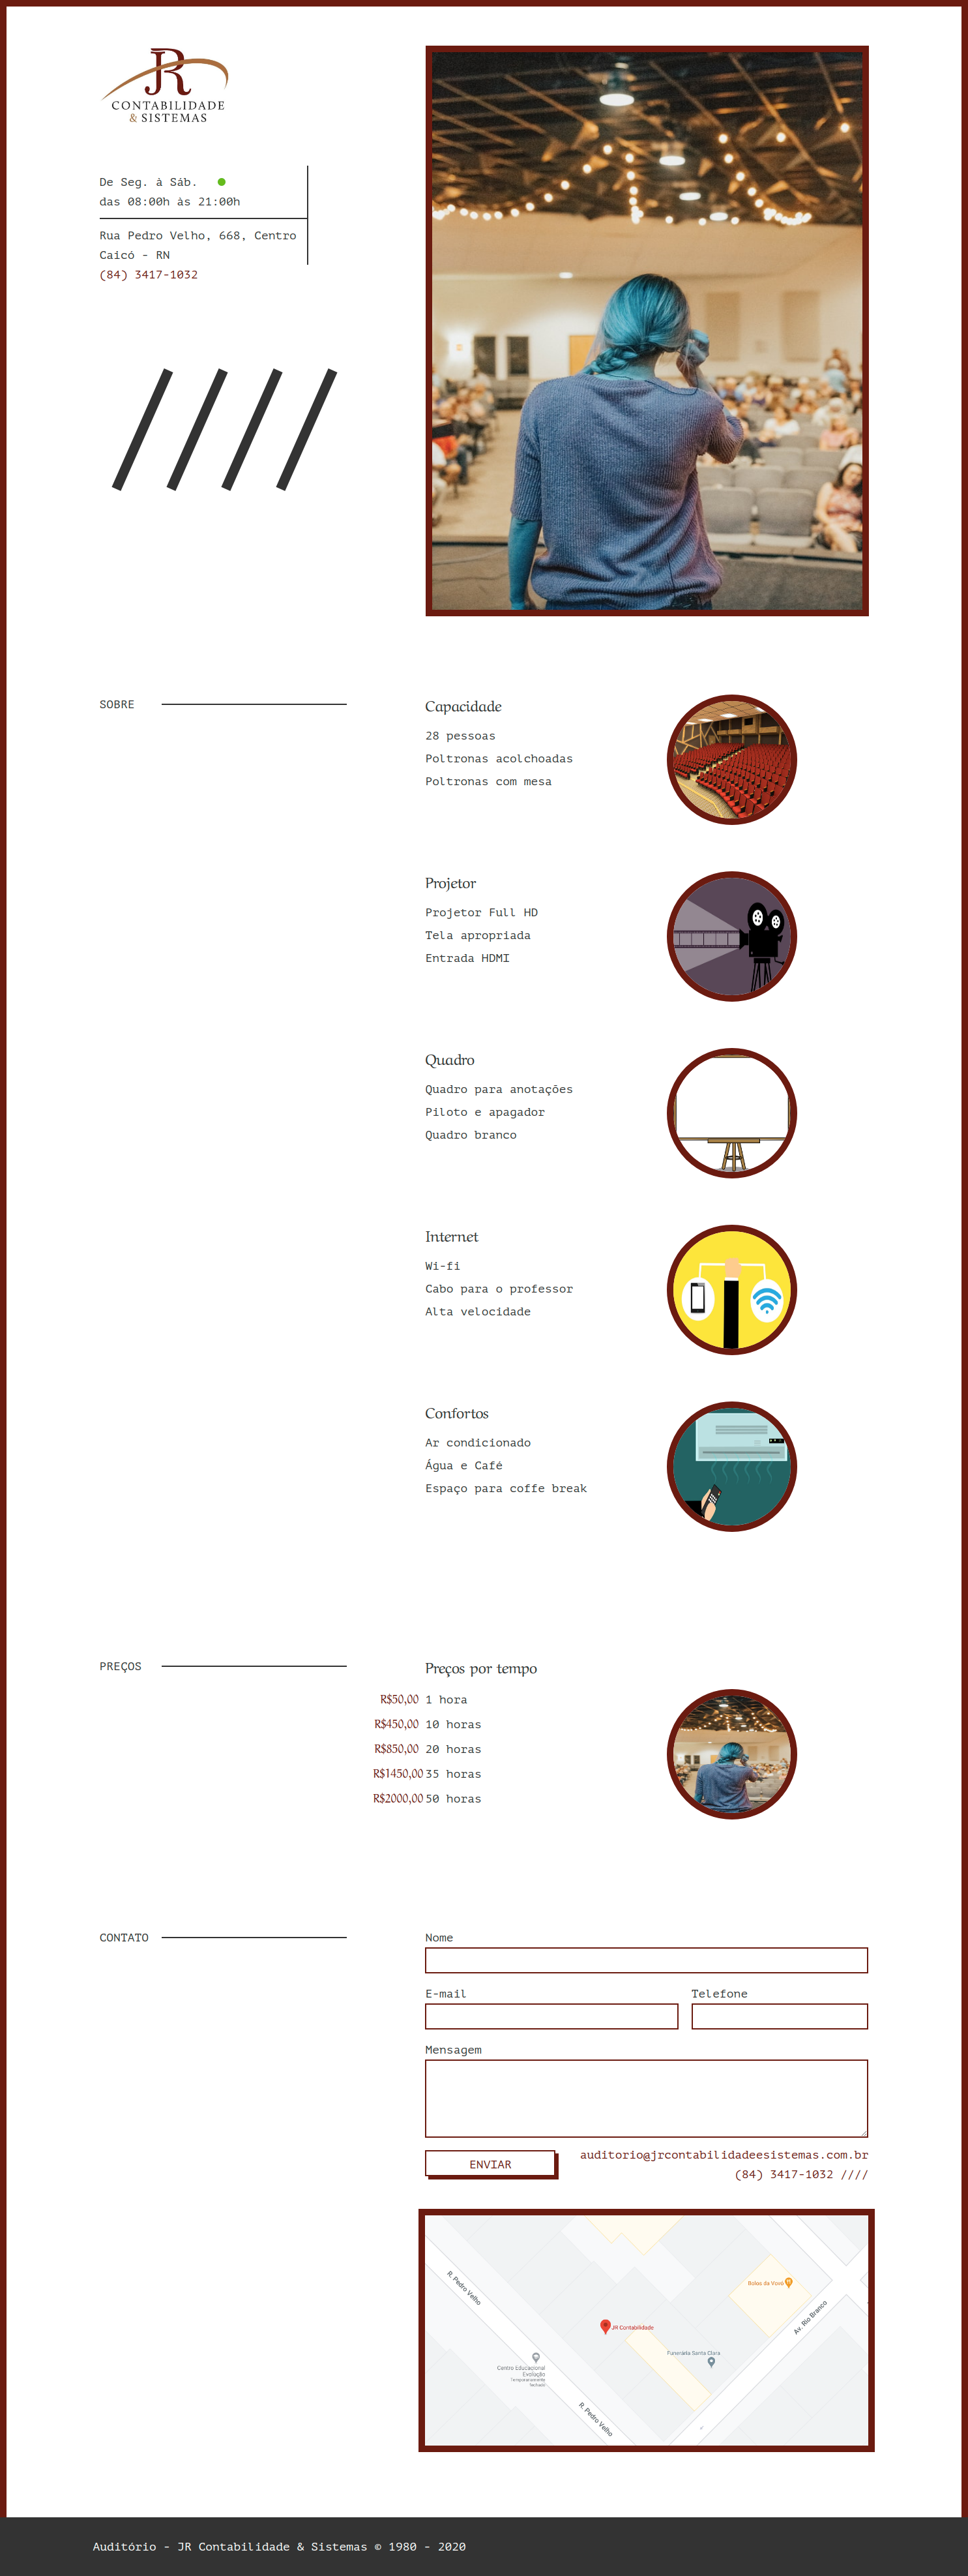 JR
CONTABILIDADE
& SISTEMAS
De Seg. à Sáb.
das 08:00h às 21:00h
Rua Pedro Velho, 668, Centro
Caicó - RN
(84) 3417-1032
SOBRE
Capacidade
28 pessoas
Poltronas acolchoadas
Poltronas com mesa
Projetor
Projetor Full HD
Tela apropriada
Entrada HDMI
Quadro
Quadro para anotações
Piloto e apagador
Quadro branco
Internet
Wi-fi
Cabo para o professor
Alta velocidade
Confortos
Ar condicionado
Água e Café
Espaço para coffe break
PREÇOS
Preços por tempo
R$50,00 1 hora
R$450,00 10 horas
R$850,00 20 horas
R$1450,00 35 horas
R$2000,00 50 horas
CONTATO
Nome
E-mail Telefone
Mensagem
ENVIAR
auditorio@jrcontabilidadeesistemas.com.br
(84) 3417-1032 ////
R. Pedro Velho
Bolos da Vovó
Av. Rio Branco
JR Contabilidade
Funerária Santa Clara
Centro Educacional
Evolução
Temporariamente
fechado
R. Pedro Velho
Auditório - JR Contabilidade & Sistemas © 1980 - 2020